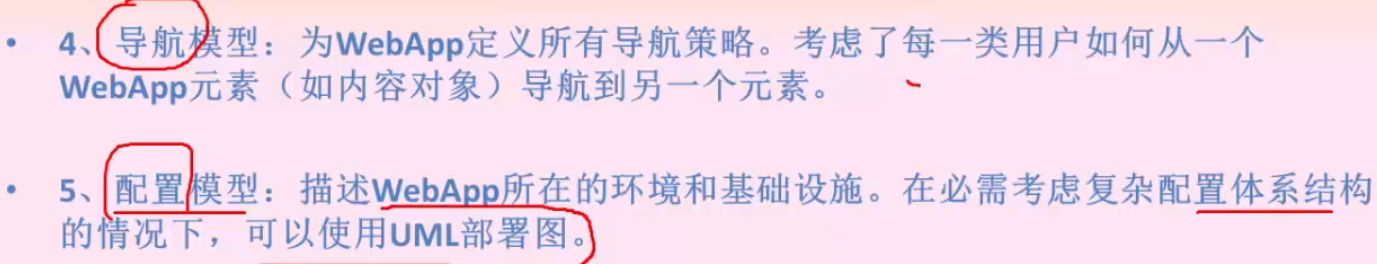 • 4、导航模型：为WebApp定义所有导航策略。考虑了每一类用户如何从一个
WebApp元素（如内容对象）导航到另一个元素。
• 5、配置模型：描述WebApp所在的环境和基础设施。在必需考虑复杂配置体系结构
的情况下，可以使用UML部署图。